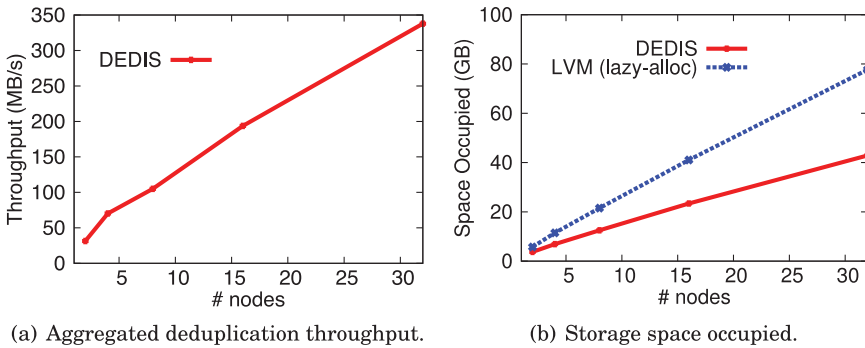 350
300
250
200
150
100
50
0
Throughput (MB/s)
DEDIS
5 10 15 20 25 30
# nodes
(a) Aggregated deduplication throughput.
100
80
60
40
20
0
Space Occupied (GB)
DEDIS
LVM (lazy-alloc)
5 10 15 20 25 30
# nodes
(b) Storage space occupied.